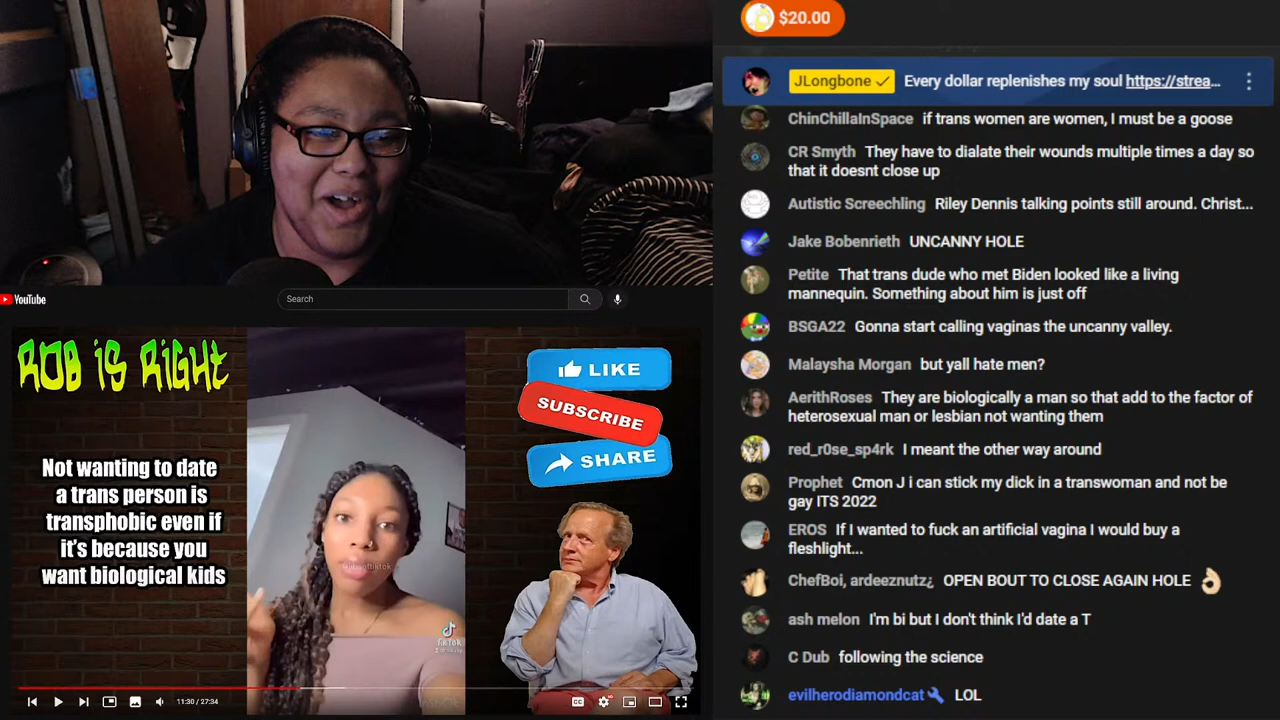 $20.00
JLongbone ✓ Every dollar replenishes my soul https://strea...
ChinChillaInSpace if trans women are women, I must be a goose
CR Smyth They have to dialate their wounds multiple times a day so
that it doesnt close up
Autistic Screechling Riley Dennis talking points still around. Christ...
Jake Bobenrieth UNCANNY HOLE
Petite That trans dude who met Biden looked like a living
mannequin. Something about him is just off
BSGA22 Gonna start calling vaginas the uncanny valley.
Malaysha Morgan but yall hate men?
AerithRoses They are biologically a man so that add to the factor of
heterosexual man or lesbian not wanting them
red_r0se_sp4rk I meant the other way around
Prophet Cmon J i can stick my dick in a transwoman and not be
gay ITS 2022
EROS If I wanted to fuck an artificial vagina I would buy a
fleshlight...
ChefBoi, ardeeznutz¿ OPEN BOUT TO CLOSE AGAIN HOLE 👌🏼
ash melon I'm bi but I don't think I'd date a T
C Dub following the science
evilherodiamondcat LOL
YouTube
Search
ROB iS RiGHt
Not wanting to date
a trans person is
transphobic even if
it's because you
want biological kids
TikTok
LIKE
SUBSCRIBE
SHARE
11:30 / 27:34